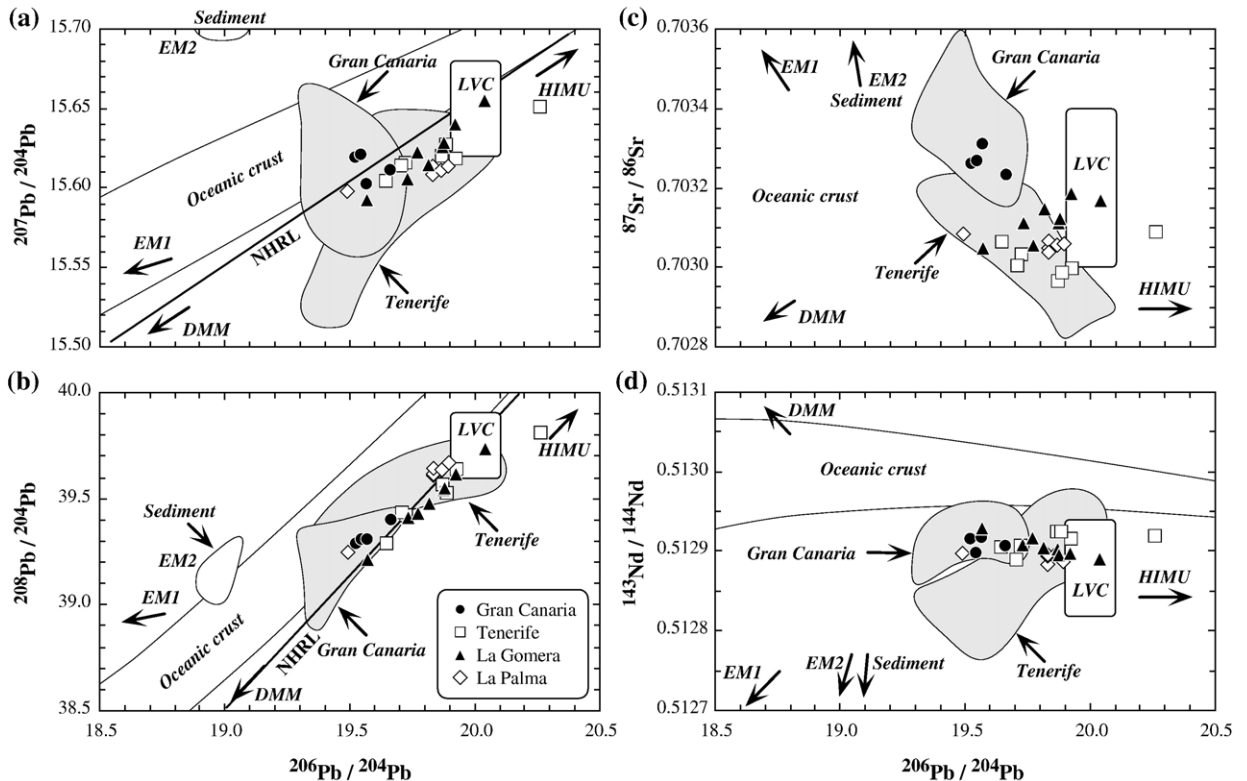 (a)
15.70
15.65
15.60
15.55
15.50
207Pb / 204Pb
Sediment
EM2
Gran Canaria
LVC
HIMU
Oceanic crust
EM1
NHRL
Tenerife
DMM
(b)
40.0
39.5
39.0
38.5
208Pb / 204Pb
LVC
HIMU
Sediment
Tenerife
EM2
EM1
Gran Canaria
Oceanic crust
NHRL
DMM
Gran Canaria
Tenerife
La Gomera
La Palma
18.5 19.0 19.5 20.0 20.5
206Pb / 204Pb
(c)
0.7036
0.7034
0.7032
0.7030
0.7028
87Sr / 86Sr
EM1
EM2
Sediment
Gran Canaria
LVC
Oceanic crust
Tenerife
HIMU
DMM
(d)
0.5131
0.5130
0.5129
0.5128
0.5127
143Nd / 144Nd
DMM
Oceanic crust
Gran Canaria
LVC
HIMU
Tenerife
EM1
EM2
Sediment
18.5 19.0 19.5 20.0 20.5
206Pb / 204Pb